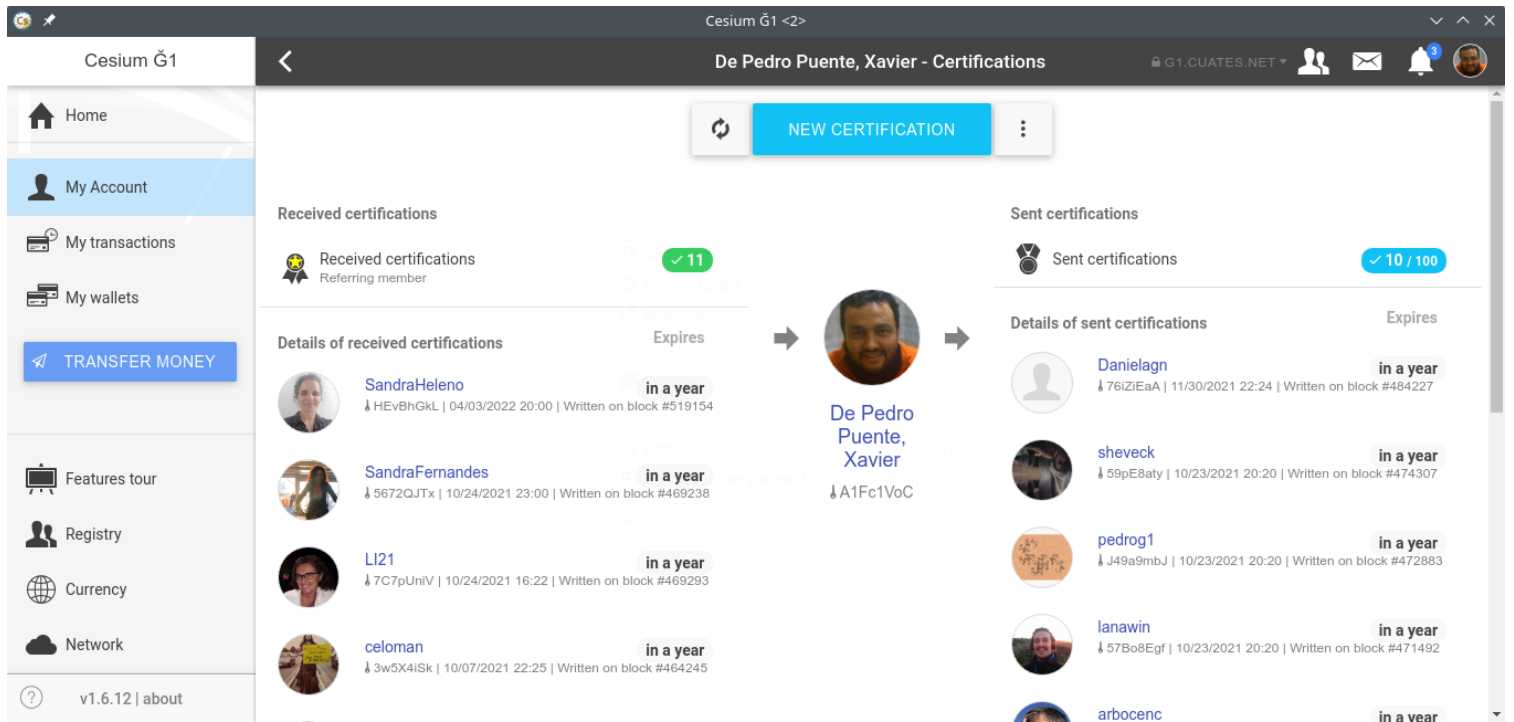 Cesium Ğ1 <2>
Cesium Ğ1
De Pedro Puente, Xavier - Certifications
G1.CUATES.NET
3
Home
My Account
My transactions
My wallets
TRANSFER MONEY
Features tour
Registry
Currency
Network
v1.6.12 | about
NEW CERTIFICATION
Received certifications
Received certifications
Referring member
11
Details of received certifications
Expires
SandraHeleno
in a year
HEvBhGkL | 04/03/2022 20:00 | Written on block #519154
SandraFernandes
in a year
5672QJTx | 10/24/2021 23:00 | Written on block #469238
LI21
in a year
7C7pUniV | 10/24/2021 16:22 | Written on block #469293
celoman
in a year
3w5X4iSk | 10/07/2021 22:25 | Written on block #464245
De Pedro
Puente,
Xavier
A1Fc1VoC
Sent certifications
Sent certifications
10 / 100
Details of sent certifications
Expires
Danielagn
in a year
76iZiEaA | 11/30/2021 22:24 | Written on block #484227
sheveck
in a year
59pE8aty | 10/23/2021 20:20 | Written on block #474307
pedrog1
in a year
J49a9mbJ | 10/23/2021 20:20 | Written on block #472883
lanawin
in a year
57Bo8Egf | 10/23/2021 20:20 | Written on block #471492
arbocenc
in a year